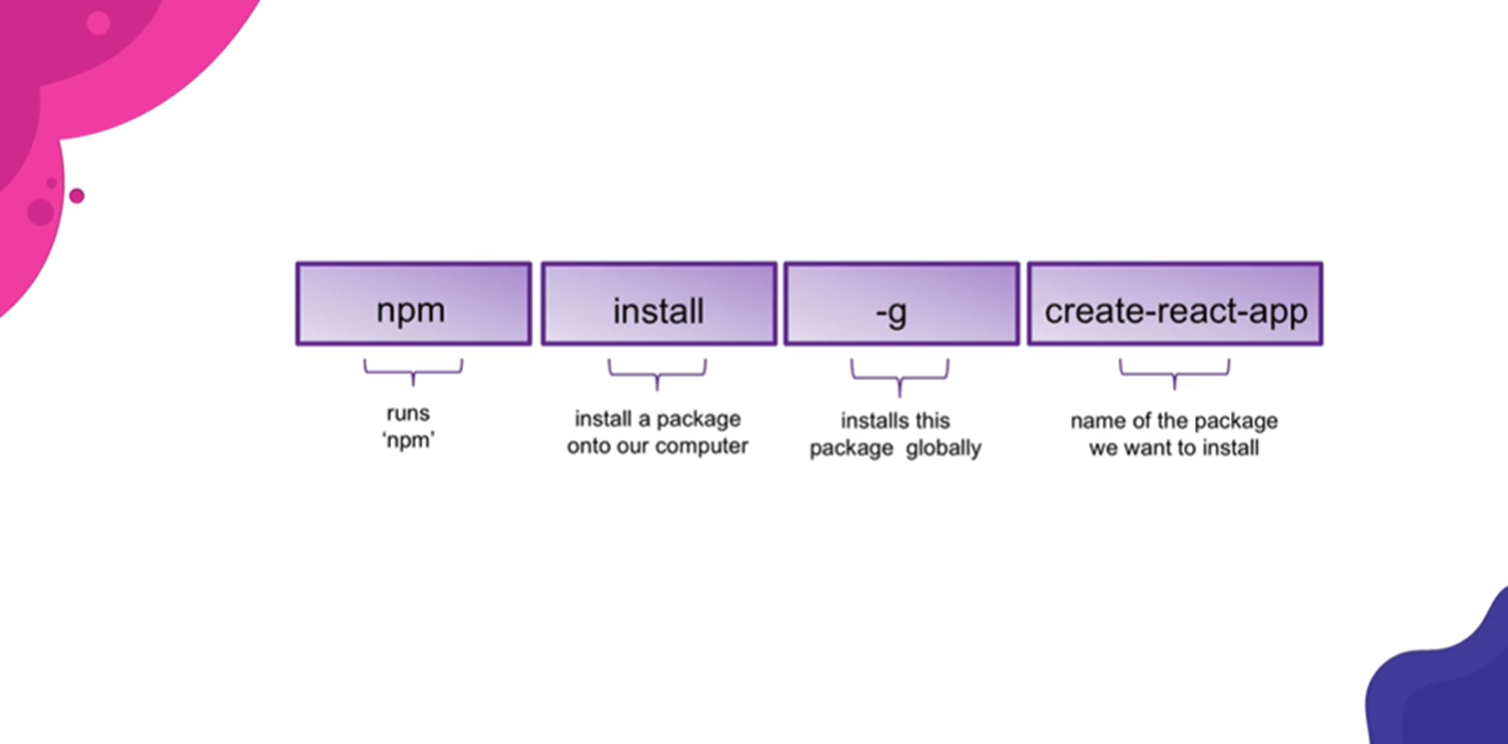 npm
install
-g
create-react-app
runs
‘npm’
install a package
onto our computer
installs this
package globally
name of the package
we want to install